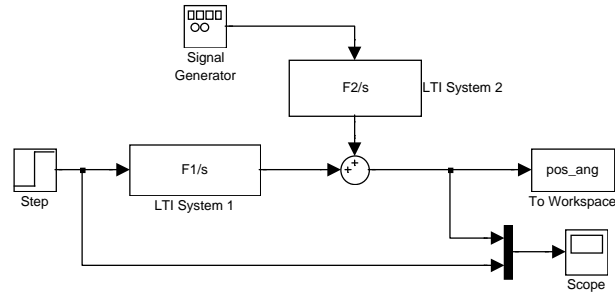 Signal
Generator
F2/s
LTI System 2
Step
F1/s
LTI System 1
+
+
pos_ang
To Workspace
Scope